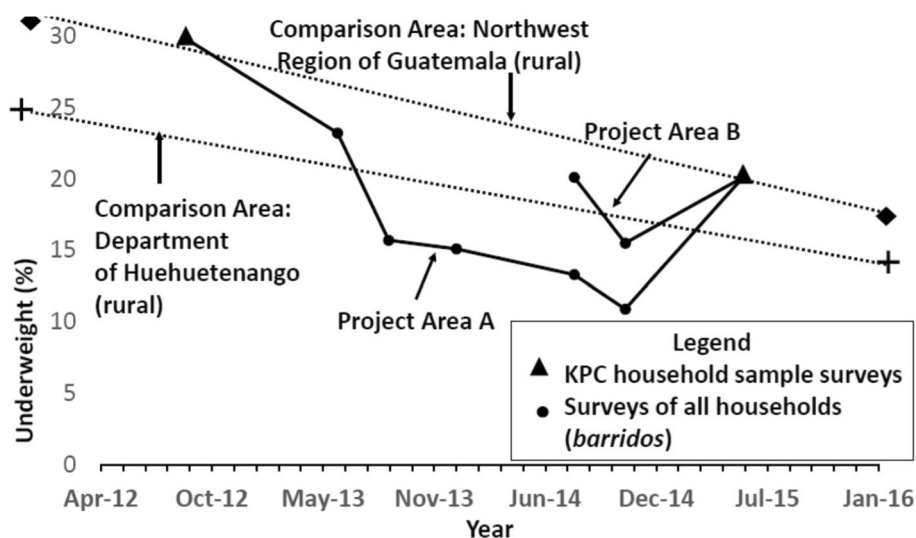 30
25
20
15
10
5
0
Underweight (%)
Comparison Area: Northwest
Region of Guatemala (rural)
Project Area B
Comparison Area:
Department
of Huehuetenango
(rural)
Project Area A
Legend
KPC household sample surveys
Surveys of all households
(barridos)
Apr-12 Oct-12 May-13 Nov-13 Jun-14 Dec-14 Jul-15 Jan-16
Year